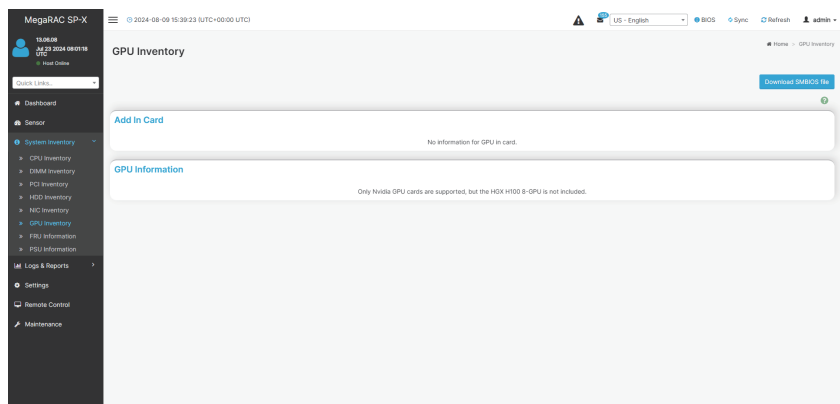 MegaRAC SP-X
2024-08-09 15:39:23 (UTC+00:00 UTC)
US - English
BIOS
Sync
Refresh
admin
13.06.08
Jul 23 2024 08:01:18
UTC
Host Online
Quick Links..
Dashboard
Sensor
System Inventory
CPU Inventory
DIMM Inventory
PCI Inventory
HDD Inventory
NIC Inventory
GPU Inventory
FRU Information
PSU Information
Logs & Reports
Settings
Remote Control
Maintenance
GPU Inventory
Home > GPU Inventory
Download SMBIOS file
Add In Card
No information for GPU in card.
GPU Information
Only Nvidia GPU cards are supported, but the HGX H100 8-GPU is not included.